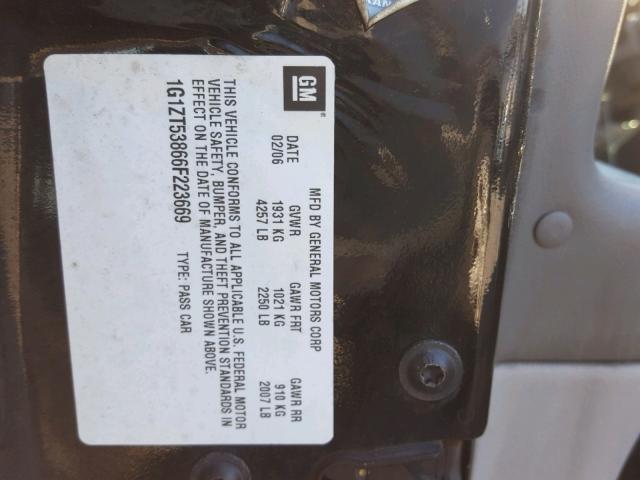 GM
MFD BY GENERAL MOTORS CORP
DATE GVWR GAWR FRT GAWR RR
02/06 1931 KG 1021 KG 910 KG
4257 LB 2250 LB 2007 LB
THIS VEHICLE CONFORMS TO ALL APPLICABLE U.S. FEDERAL MOTOR
VEHICLE SAFETY, BUMPER, AND THEFT PREVENTION STANDARDS IN
EFFECT ON THE DATE OF MANUFACTURE SHOWN ABOVE.
1G1ZT53866F223669 TYPE: PASS CAR